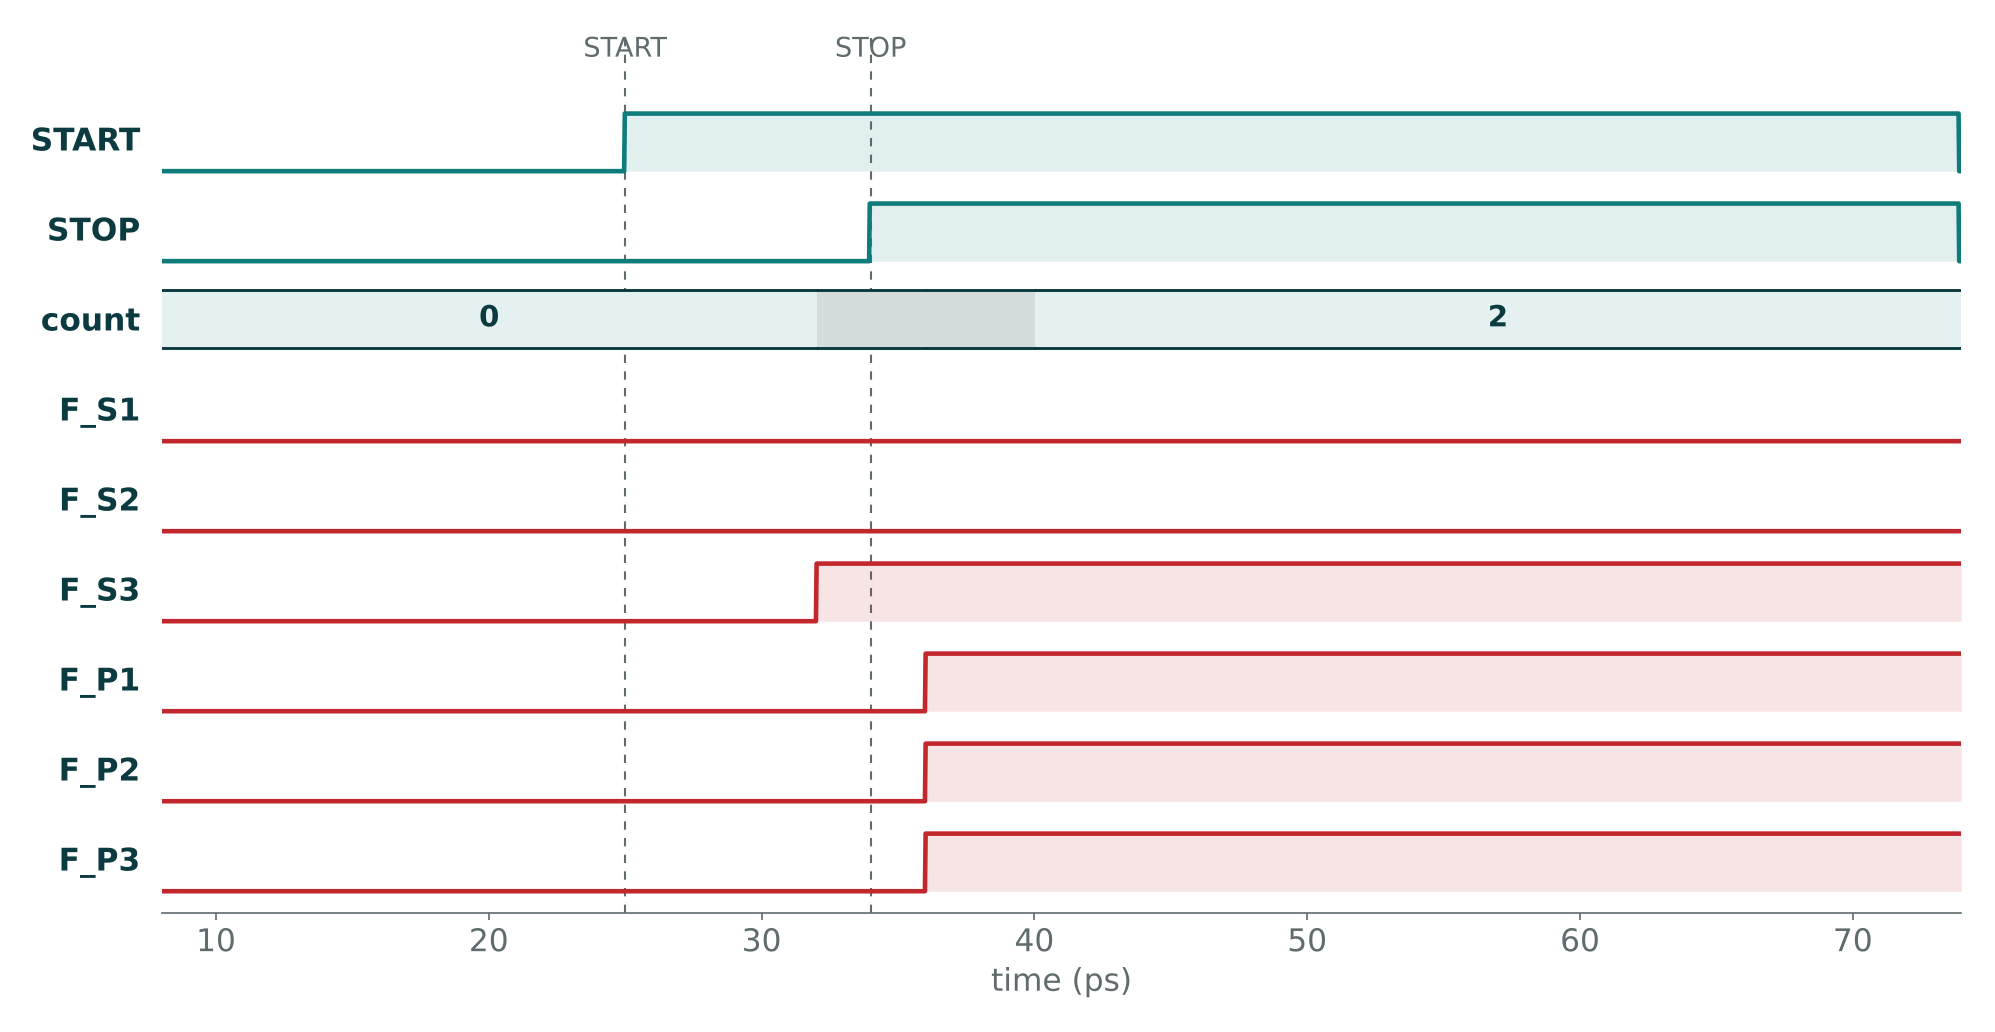 START STOP
START
STOP
count 0 2
F_S1
F_S2
F_S3
F_P1
F_P2
F_P3
10 20 30 40 50 60 70
time (ps)